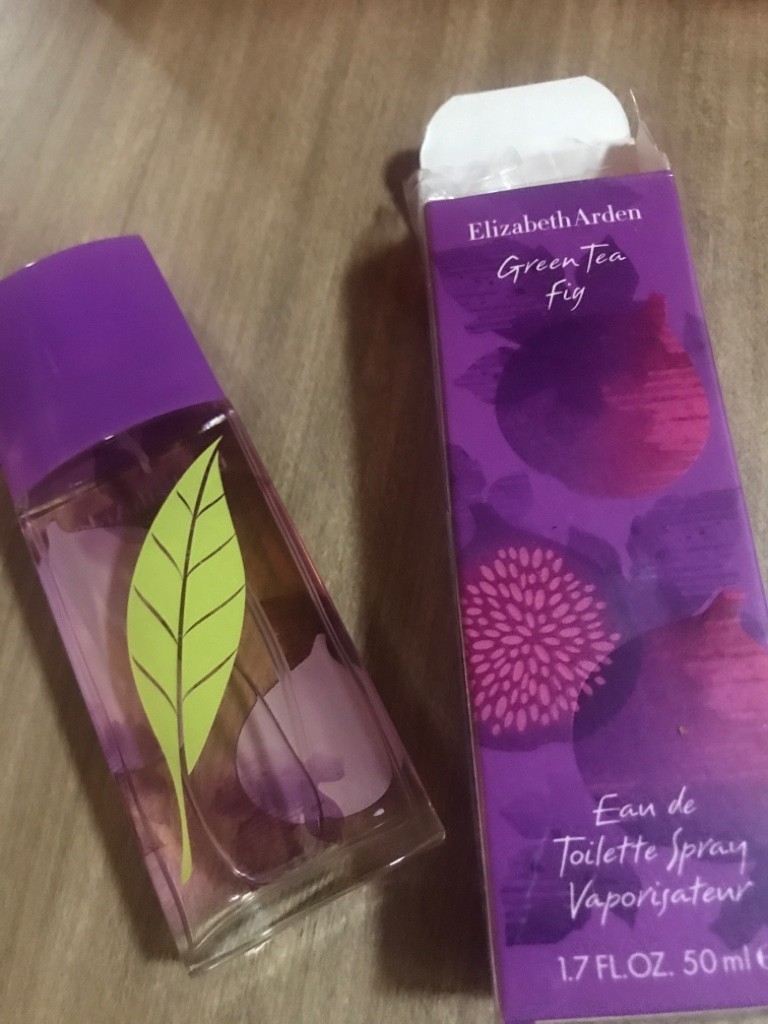 ElizabethArden
Green Tea
fig
Eau de
Toilette Spray
Vaporisateur
1.7 FL.OZ. 50 ml e